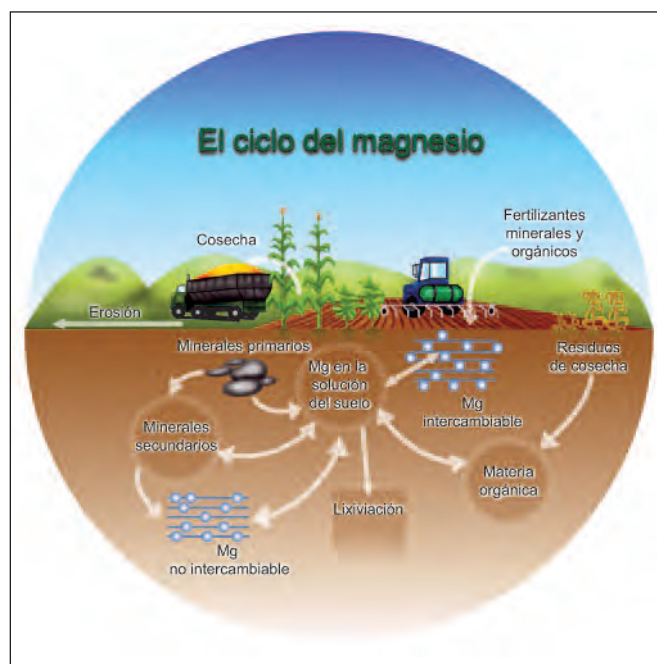 El ciclo del magnesio
Fertilizantes
minerales y
orgánicos
Cosecha
Erosión
Minerales primarios
Mg en la
solución
del suelo
Mg
intercambiable
Residuos
de cosecha
Minerales
secundarios
Materia
orgánica
Lixiviación
Mg
no intercambiable